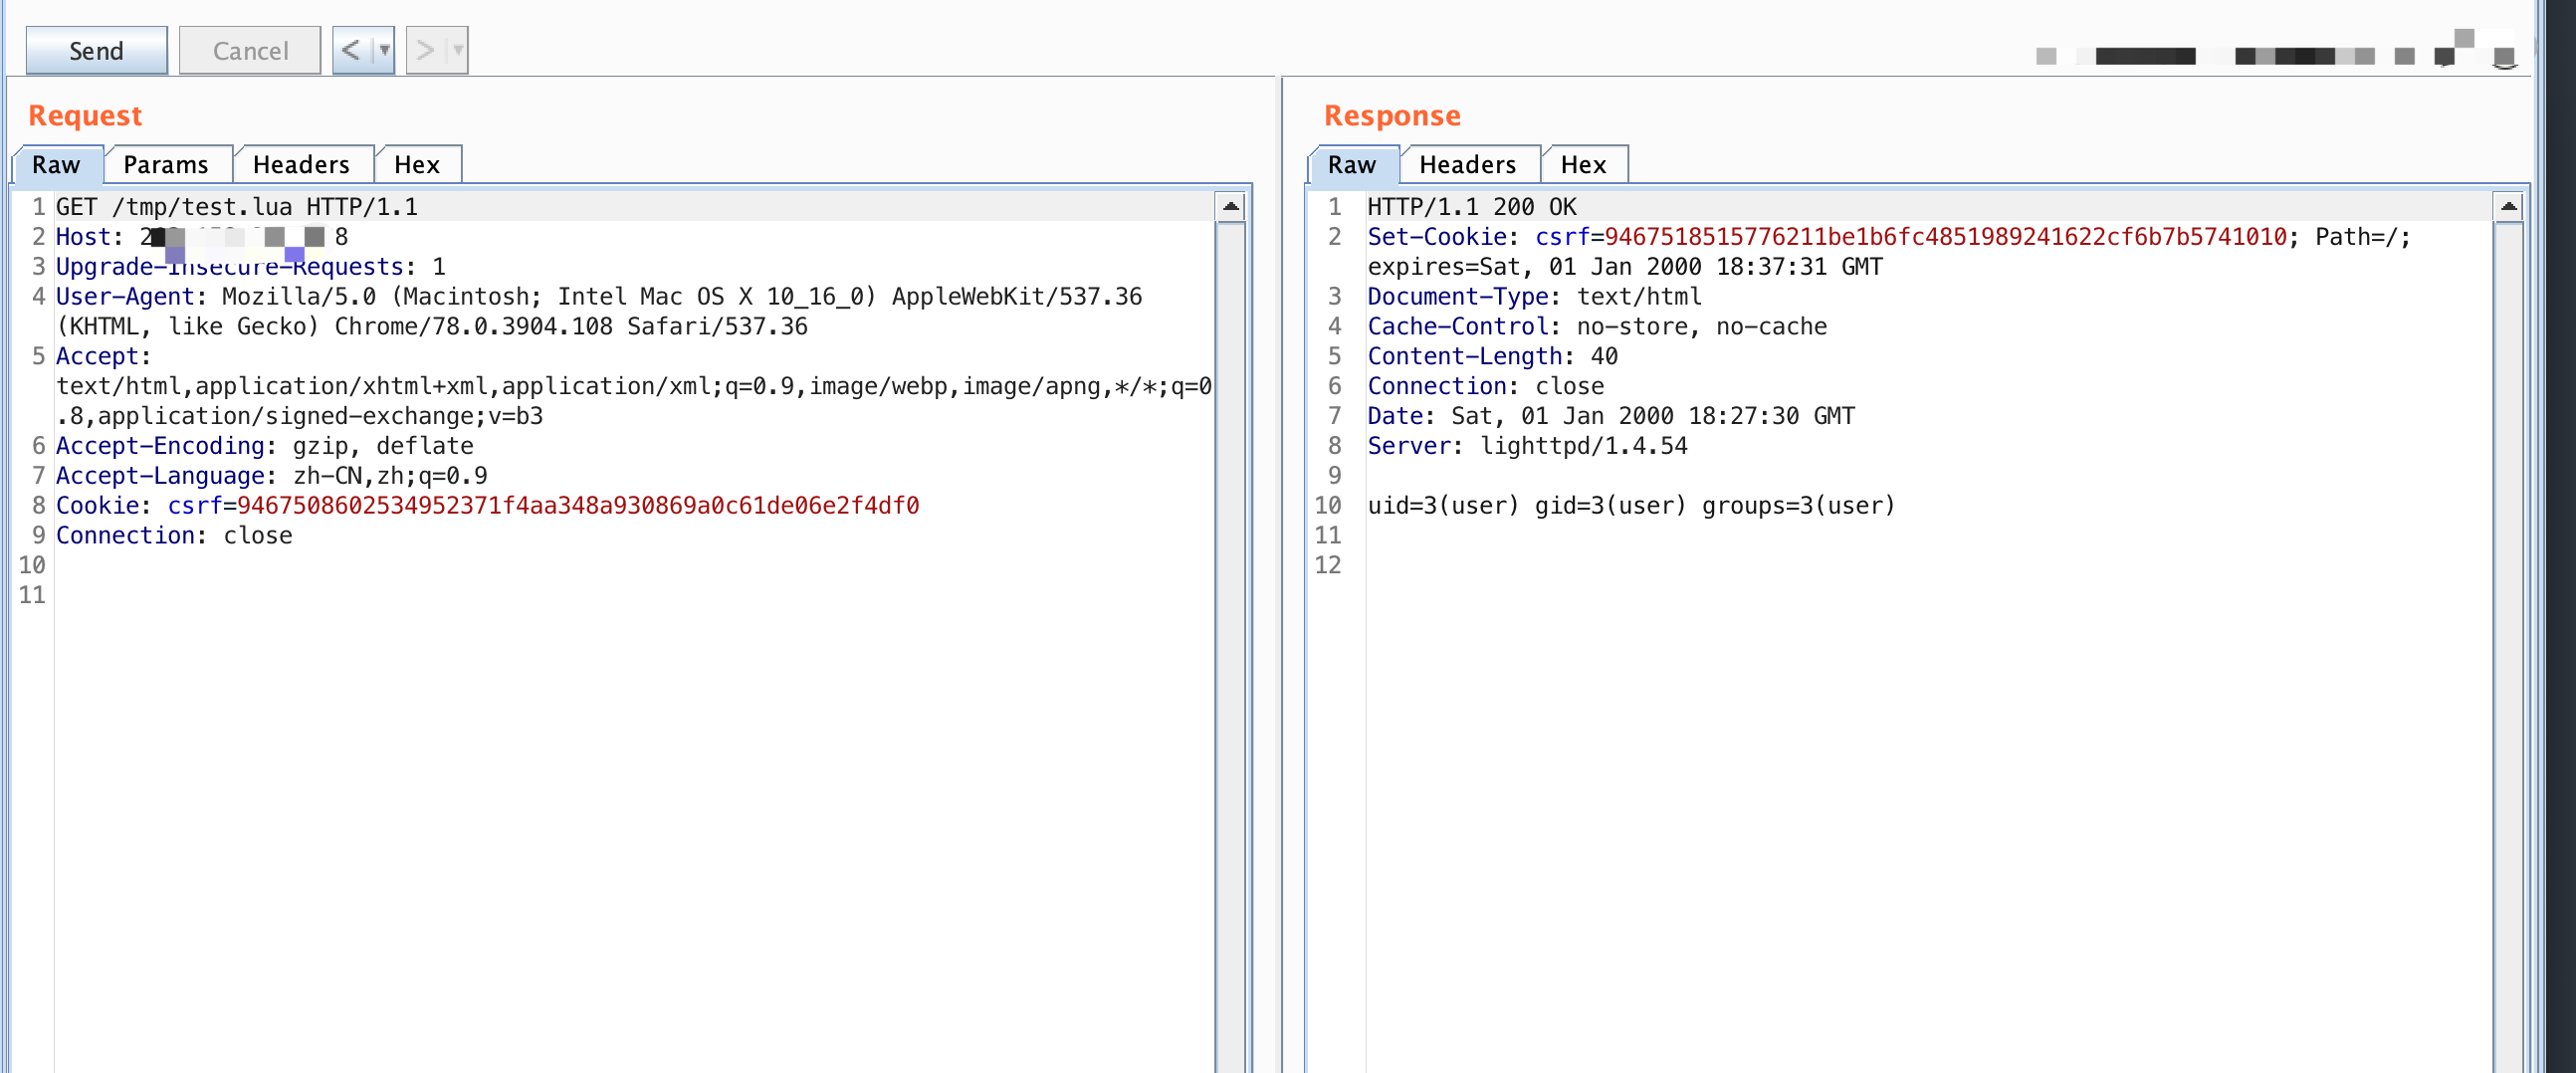 Send Cancel < >
Request
Raw Params Headers Hex
1 GET /tmp/test.lua HTTP/1.1
2 Host: 2 8
3 Upgrade-Insecure-Requests: 1
4 User-Agent: Mozilla/5.0 (Macintosh; Intel Mac OS X 10_16_0) AppleWebKit/537.36
(KHTML, like Gecko) Chrome/78.0.3904.108 Safari/537.36
5 Accept:
text/html,application/xhtml+xml,application/xml;q=0.9,image/webp,image/apng,*/*;q=0
.8,application/signed-exchange;v=b3
6 Accept-Encoding: gzip, deflate
7 Accept-Language: zh-CN,zh;q=0.9
8 Cookie: csrf=9467508602534952371f4aa348a930869a0c61de06e2f4df0
9 Connection: close
10
11
Response
Raw Headers Hex
1 HTTP/1.1 200 OK
2 Set-Cookie: csrf=9467518515776211be1b6fc4851989241622cf6b7b5741010; Path=/;
expires=Sat, 01 Jan 2000 18:37:31 GMT
3 Document-Type: text/html
4 Cache-Control: no-store, no-cache
5 Content-Length: 40
6 Connection: close
7 Date: Sat, 01 Jan 2000 18:27:30 GMT
8 Server: lighttpd/1.4.54
9
10 uid=3(user) gid=3(user) groups=3(user)
11
12